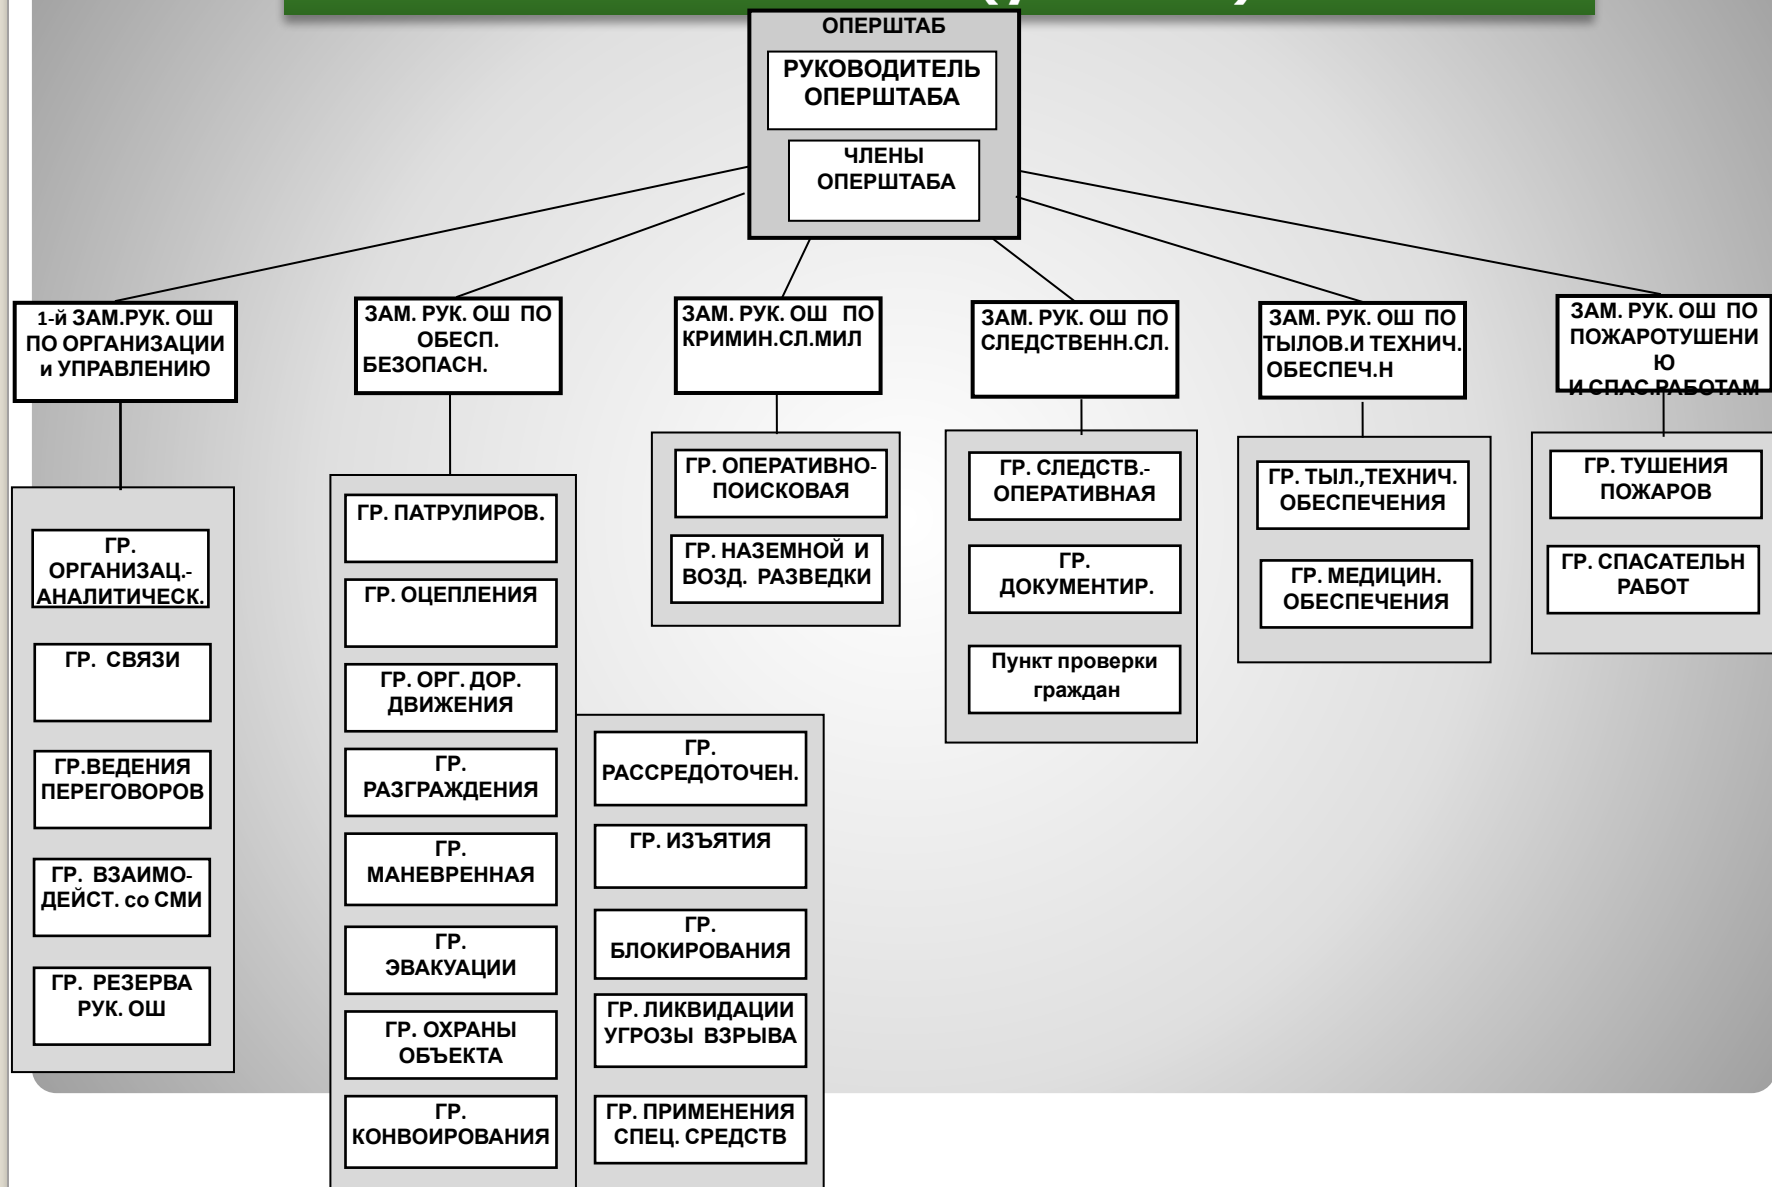 ОПЕРШТАБ
РУКОВОДИТЕЛЬ
ОПЕРШТАБА
ЧЛЕНЫ
ОПЕРШТАБА
1-й ЗАМ.РУК. ОШ
ПО ОРГАНИЗАЦИИ
и УПРАВЛЕНИЮ
ЗАМ. РУК. ОШ ПО
ОБЕСП.
БЕЗОПАСН.
ЗАМ. РУК. ОШ ПО
КРИМИН.СЛ.МИЛ
ЗАМ. РУК. ОШ ПО
СЛЕДСТВЕНН.СЛ.
ЗАМ. РУК. ОШ ПО
ТЫЛОВ.И ТЕХНИЧ.
ОБЕСПЕЧ.Н
ЗАМ. РУК. ОШ ПО
ПОЖАРОТУШЕНИ
Ю
И СПАС.РАБОТАМ
ГР.
ОРГАНИЗАЦ.-
АНАЛИТИЧЕСК.
ГР. СВЯЗИ
ГР.ВЕДЕНИЯ
ПЕРЕГОВОРОВ
ГР. ВЗАИМО-
ДЕЙСТ. со СМИ
ГР. РЕЗЕРВА
РУК. ОШ
ГР. ПАТРУЛИРОВ.
ГР. ОЦЕПЛЕНИЯ
ГР. ОРГ. ДОР.
ДВИЖЕНИЯ
ГР.
РАЗГРАЖДЕНИЯ
ГР.
МАНЕВРЕННАЯ
ГР.
ЭВАКУАЦИИ
ГР. ОХРАНЫ
ОБЪЕКТА
ГР.
КОНВОИРОВАНИЯ
ГР.
РАССРЕДОТОЧЕН.
ГР. ИЗЪЯТИЯ
ГР.
БЛОКИРОВАНИЯ
ГР. ЛИКВИДАЦИИ
УГРОЗЫ ВЗРЫВА
ГР. ПРИМЕНЕНИЯ
СПЕЦ. СРЕДСТВ
ГР. ОПЕРАТИВНО-
ПОИСКОВАЯ
ГР. НАЗЕМНОЙ И
ВОЗД. РАЗВЕДКИ
ГР. СЛЕДСТВ.-
ОПЕРАТИВНАЯ
ГР.
ДОКУМЕНТИР.
Пункт проверки
граждан
ГР. ТЫЛ.,ТЕХНИЧ.
ОБЕСПЕЧЕНИЯ
ГР. МЕДИЦИН.
ОБЕСПЕЧЕНИЯ
ГР. ТУШЕНИЯ
ПОЖАРОВ
ГР. СПАСАТЕЛЬН
РАБОТ